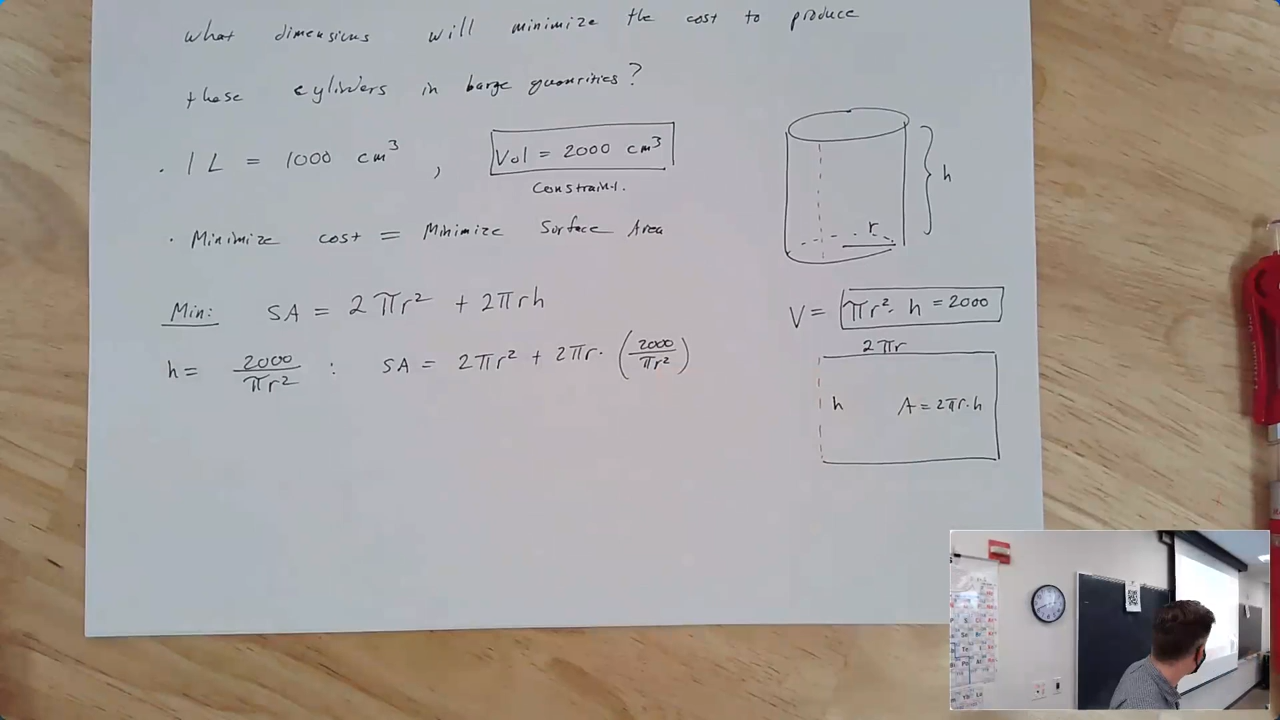 what dimensions will minimize the cost to produce
these cylinders in large quantities?
. 1 L = 1000 cm³ , Vol = 2000 cm³
Constraint.
. Minimize cost = Minimize Surface Area
h
r
Min: SA = 2πr² + 2πrh
V = πr²· h = 2000
h = 2000/πr² : SA = 2πr² + 2πr · (2000/πr²)
2πr
h A = 2πr·h